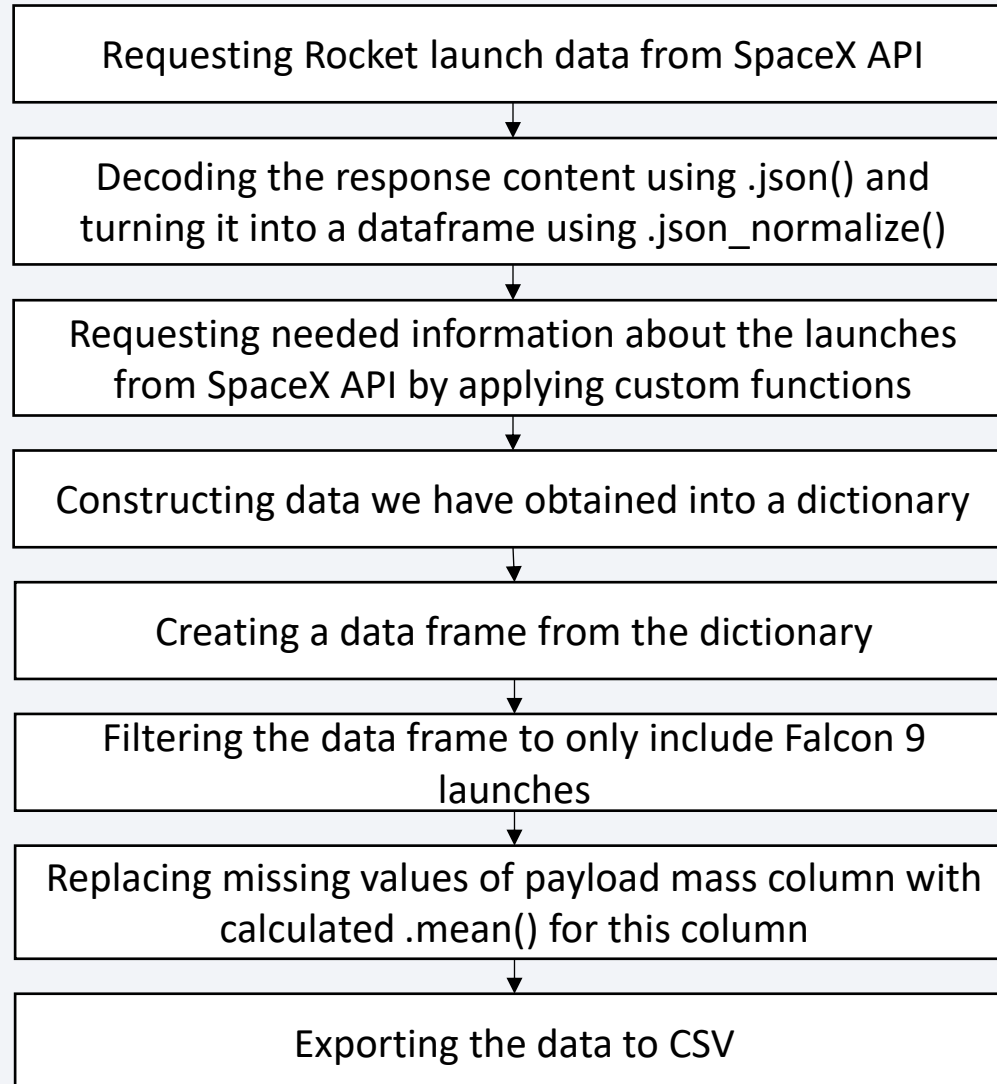 Requesting Rocket launch data from SpaceX API
Decoding the response content using .json() and
turning it into a dataframe using .json_normalize()
Requesting needed information about the launches
from SpaceX API by applying custom functions
Constructing data we have obtained into a dictionary
Creating a data frame from the dictionary
Filtering the data frame to only include Falcon 9
launches
Replacing missing values of payload mass column with
calculated .mean() for this column
Exporting the data to CSV